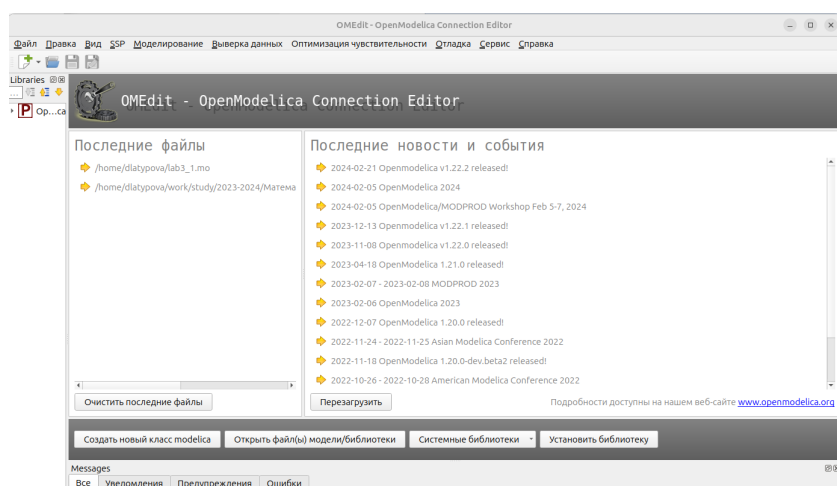 OMEdit - OpenModelica Connection Editor
Файл Правка Вид SSP Моделирование Выверка данных Оптимизация чувствительности Отладка Сервис Справка
Libraries
P Op...ca
OMEdit - OpenModelica Connection Editor
Последние файлы
/home/dlatypova/lab3_1.mo
/home/dlatypova/work/study/2023-2024/Матема
Очистить последние файлы
Последние новости и события
2024-02-21 Openmodelica v1.22.2 released!
2024-02-05 OpenModelica 2024
2024-02-05 OpenModelica/MODPROD Workshop Feb 5-7, 2024
2023-12-13 Openmodelica v1.22.1 released!
2023-11-08 Openmodelica v1.22.0 released!
2023-04-18 OpenModelica 1.21.0 released!
2023-02-07 - 2023-02-08 MODPROD 2023
2023-02-06 OpenModelica 2023
2022-12-07 OpenModelica 1.20.0 released!
2022-11-24 - 2022-11-25 Asian Modelica Conference 2022
2022-11-18 OpenModelica 1.20.0-dev.beta2 released!
2022-10-26 - 2022-10-28 American Modelica Conference 2022
Перезагрузить Подробности доступны на нашем веб-сайте www.openmodelica.org
Создать новый класс modelica Открыть файл(ы) модели/библиотеки Системные библиотеки Установить библиотеку
Messages
Все Уведомления Предупреждения Ошибки